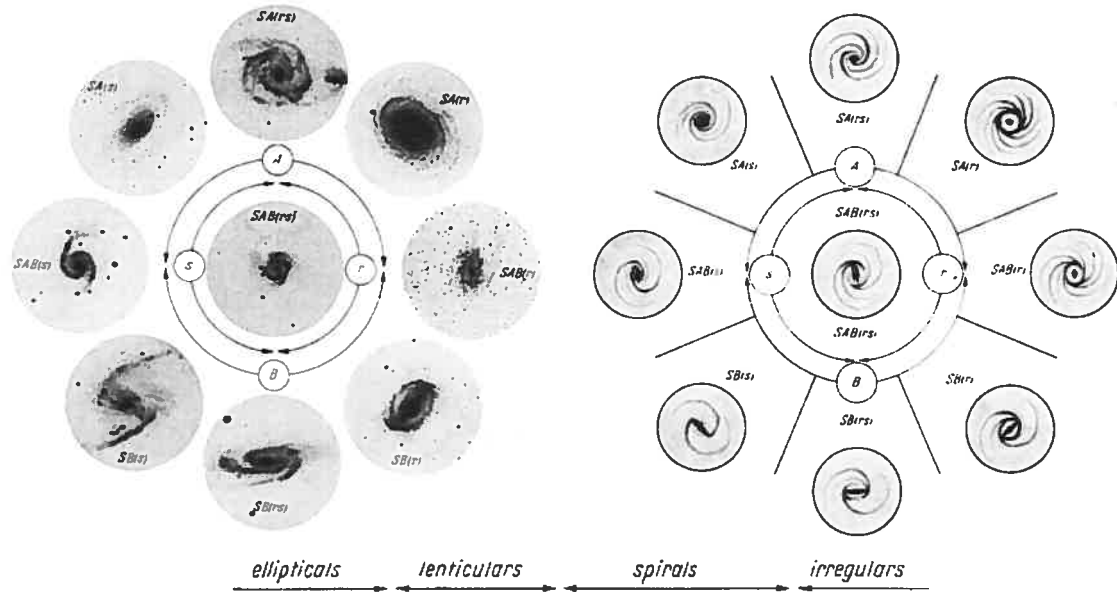 SA(rs)
SA(s)
SA(r)
A
SAB(rs)
SAB(s)
s
r
SAB(r)
B
SB(s)
SB(r)
SB(rs)
SA(rs)
SA(s)
SA(r)
A
SAB(rs)
SAB(s)
s
r
SAB(r)
SAB(rs)
SB(s)
B
SB(r)
SB(rs)
ellipticals lenticulars spirals irregulars